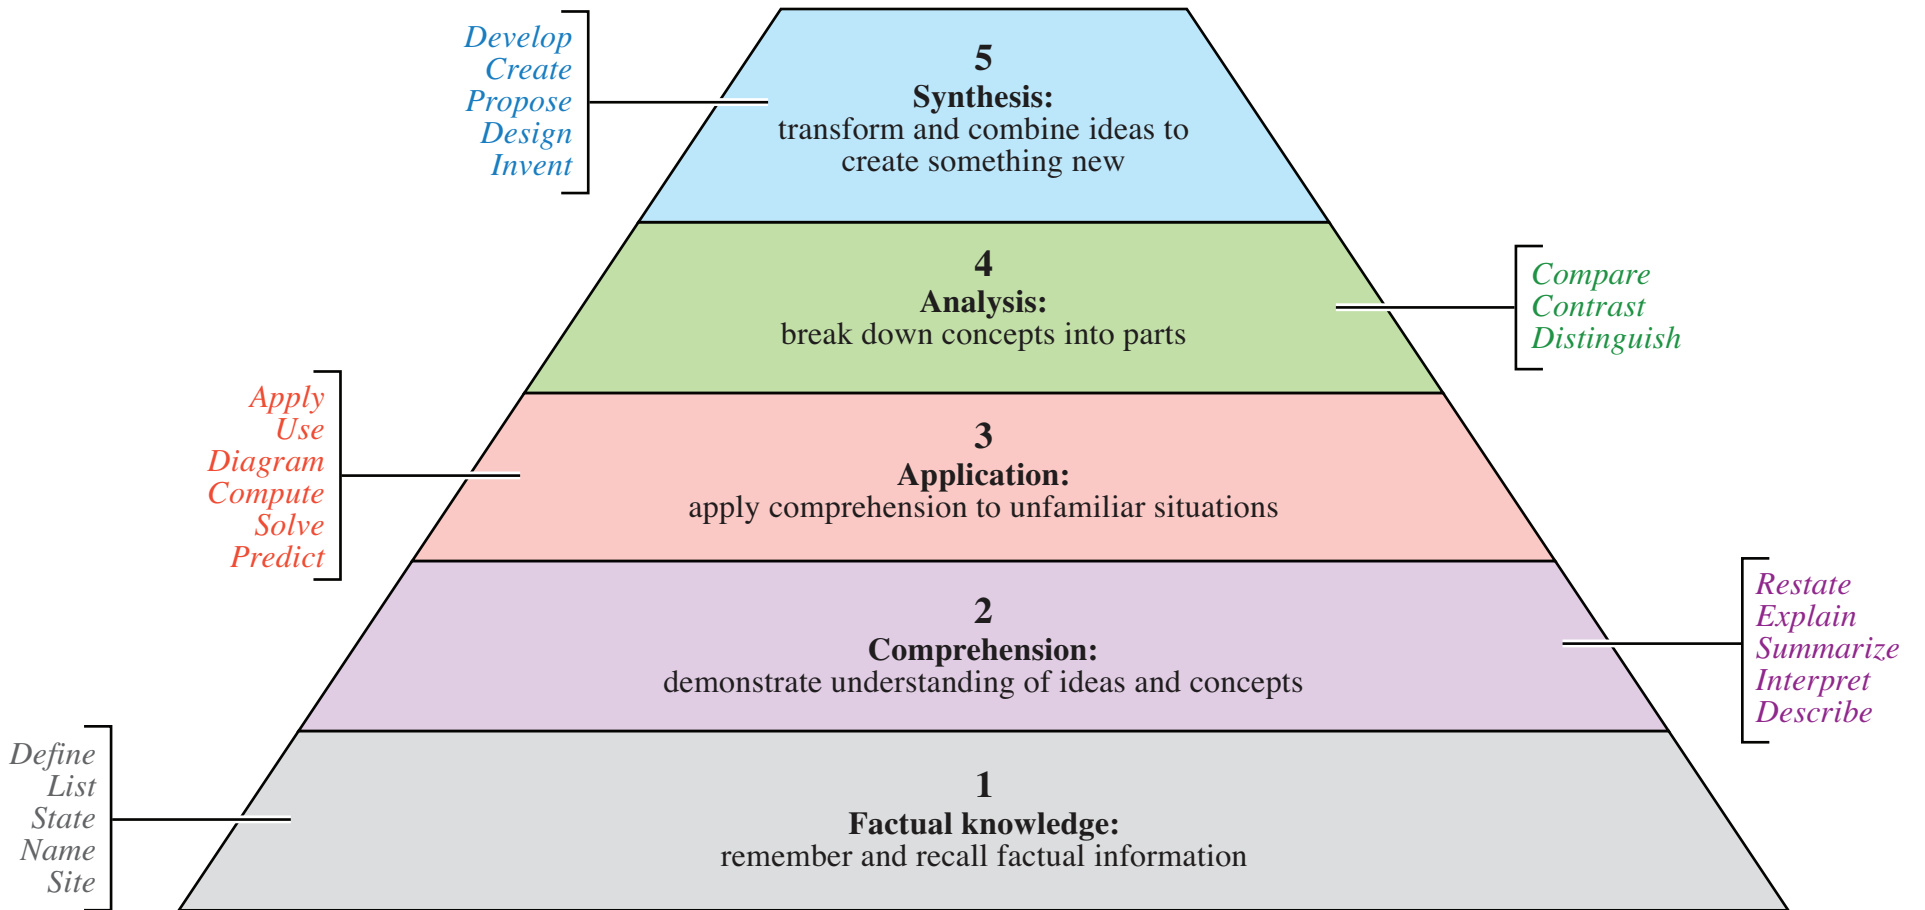 Develop
Create
Propose
Design
Invent
5
Synthesis:
transform and combine ideas to
create something new
4
Analysis:
break down concepts into parts
Compare
Contrast
Distinguish
Apply
Use
Diagram
Compute
Solve
Predict
3
Application:
apply comprehension to unfamiliar situations
2
Comprehension:
demonstrate understanding of ideas and concepts
Restate
Explain
Summarize
Interpret
Describe
Define
List
State
Name
Site
1
Factual knowledge:
remember and recall factual information